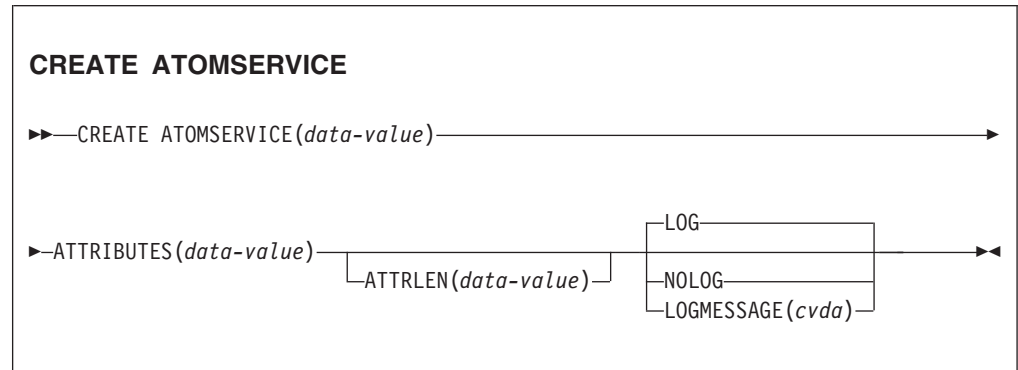 CREATE ATOMSERVICE
CREATE ATOMSERVICE(data-value)
ATTRIBUTES(data-value)
ATTRLEN(data-value)
LOG
NOLOG
LOGMESSAGE(cvda)